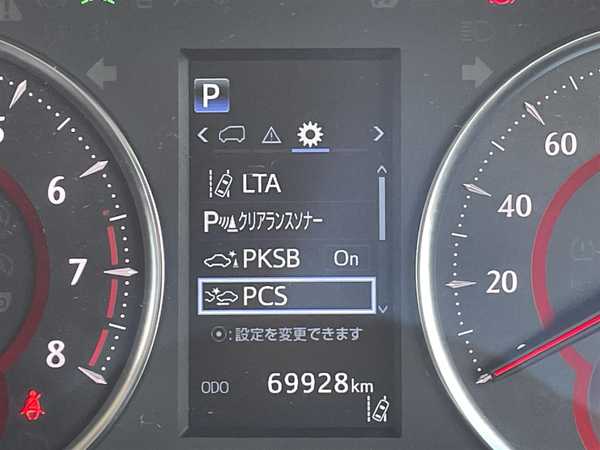 P
LTA
P クリアランスソナー
PKSB On
PCS
:設定を変更できます
ODO 69928km
5
6
7
8
60
40
20